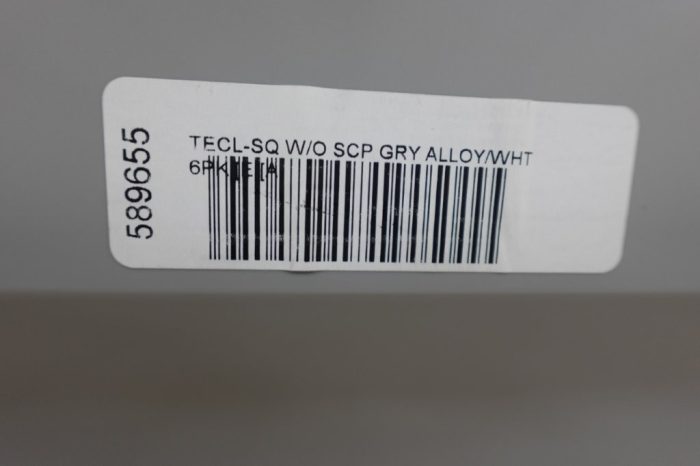 589655
TECL-SQ W/O SCP GRY ALLOY/WHT
6PK